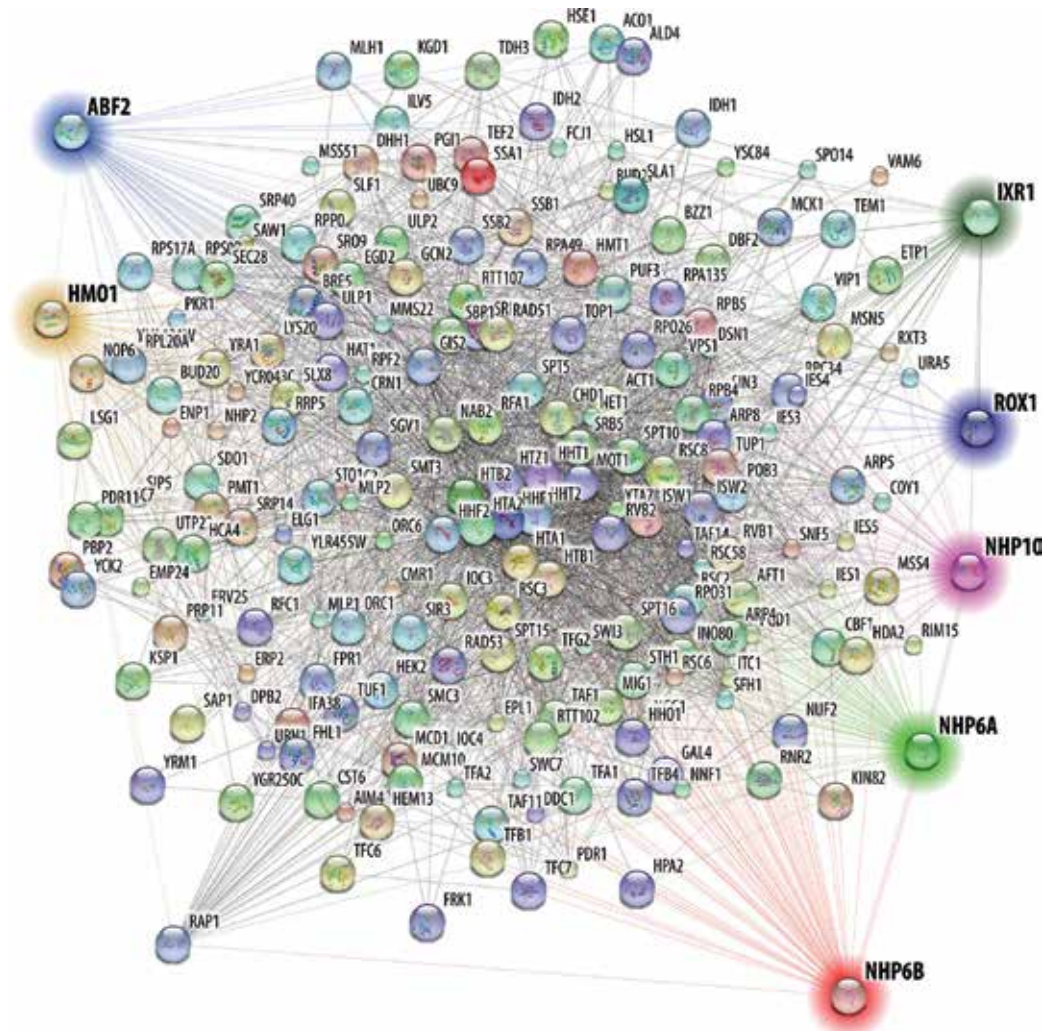 HSE1
ACO1
ALD4
MLH1
KGD1
TDH3
ABF2
ILV5
IDH2
IDH1
FCJ1
HSL1
DHH1
PGI1
TEF2
SSA1
MSS51
YSC84
SPO14
VAM6
SLF1
UBC9
SLA1
IXR1
SRP40
ULP2
SSB1
BZZ1
MCK1
TEM1
SAW1
RPP0
SSB2
DBF2
RPS17A
SEC28
SRO9
EGD2
GCN2
RPA49
HMT1
ETP1
BRE5
RTT107
PUF3
RPA135
VIP1
HMO1
PKR1
ULP1
MMS22
RAD51
TOP1
RPB5
MSN5
LYS20
SBP1
RPO26
DSN1
RXT3
RPL20A
NOP6
YRA1
HAT1
RPF2
GIS2
VPS1
RPC34
URA5
BUD20
YCR043C
SLX8
CRN1
SPT5
ACT1
RPB4
IES4
LSG1
ENP1
NHP2
RRP5
RFA1
CHD1
IES3
ROX1
SGV1
NAB2
SRB5
SPT10
ARP8
TUP1
SDO1
SMT3
HTB2
HHT1
MOT1
RSC8
POB3
ARP5
COY1
SIP5
PMT1
MLP2
HTA2
HHT2
ISW1
ISW2
PDR11
SRP14
HHF2
RVB2
TAF14
RVB1
SNF5
IES5
NHP10
HCA4
ELG1
ORC6
HTA1
HTB1
RSC58
PBP2
YLR455W
IES1
MSS4
YCK2
EMP24
CMR1
IOC3
RSC3
AFT1
ERV25
RPO31
PRP11
RFC1
MLP1
ORC1
SIR3
SPT16
CBF1
HDA2
RIM15
RAD53
SPT15
TFG2
SWI3
INO80
KSP1
ERP2
FPR1
HEK2
STH1
RSC6
ITC1
SAP1
DPB2
IFA38
TUF1
SMC3
TAF1
MIG1
SFH1
NHP6A
FHL1
EPL1
RTT102
HHO1
NUF2
YRM1
MCD1
IOC4
GAL4
RNR2
YGR250C
CST6
MCM10
TFA2
SWC7
TFA1
TFB4
NNF1
KIN82
AIM4
HEM13
TAF11
DDC1
TFB1
TFC6
TFC7
PDR1
HPA2
RAP1
FRK1
NHP6B